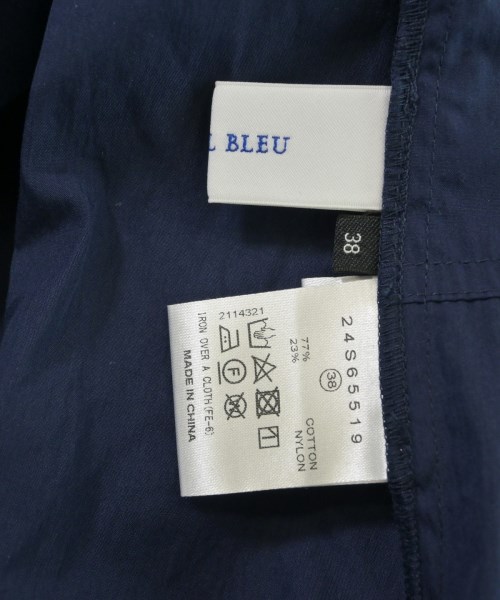 L BLEU
38
24S65519
38
77% COTTON
23% NYLON
2114321
F
W
IRON OVER A CLOTH(FE-6)
MADE IN CHINA